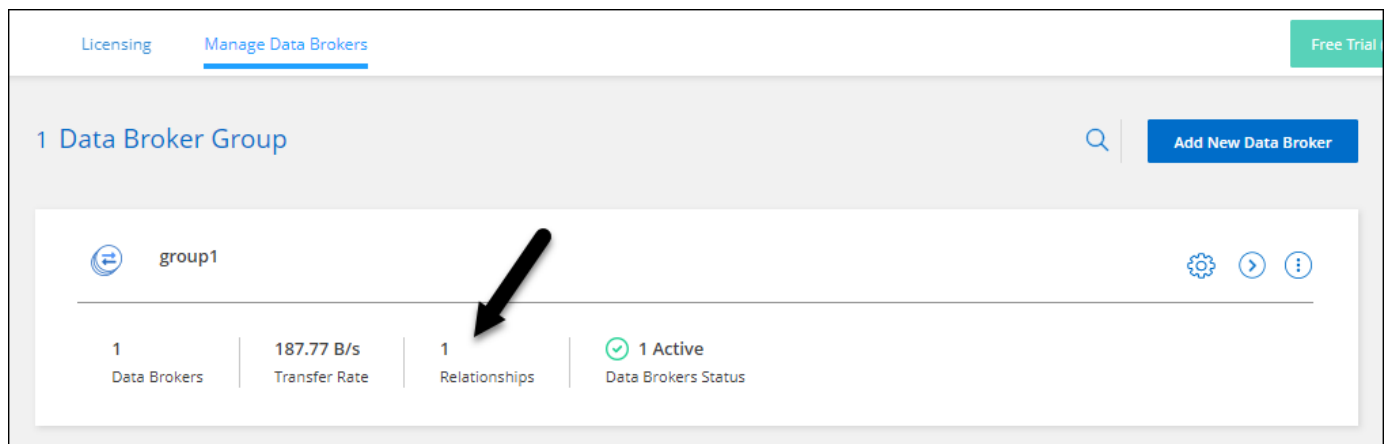 Licensing Manage Data Brokers Free Trial
1 Data Broker Group Add New Data Broker
group1
1 187.77 B/s 1 1 Active
Data Brokers Transfer Rate Relationships Data Brokers Status